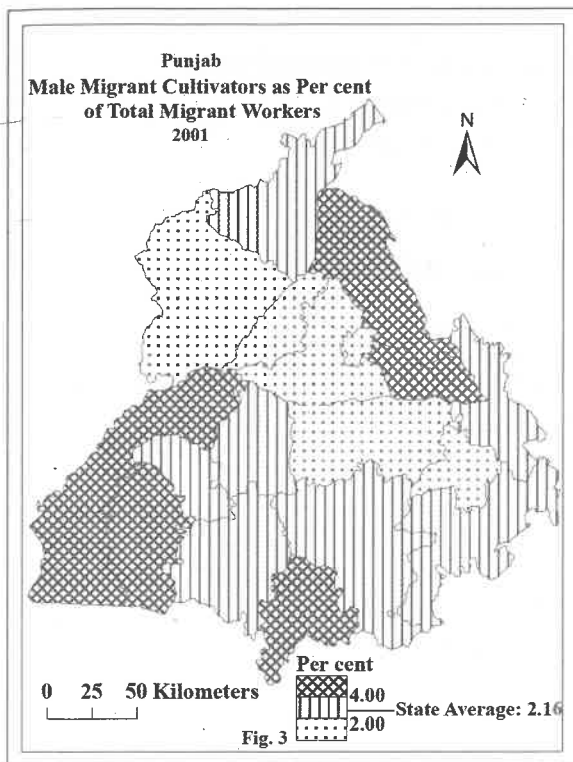 Punjab
Male Migrant Cultivators as Per cent
of Total Migrant Workers
2001
N
Per cent
4.00
State Average: 2.16
2.00
0 25 50 Kilometers
Fig. 3